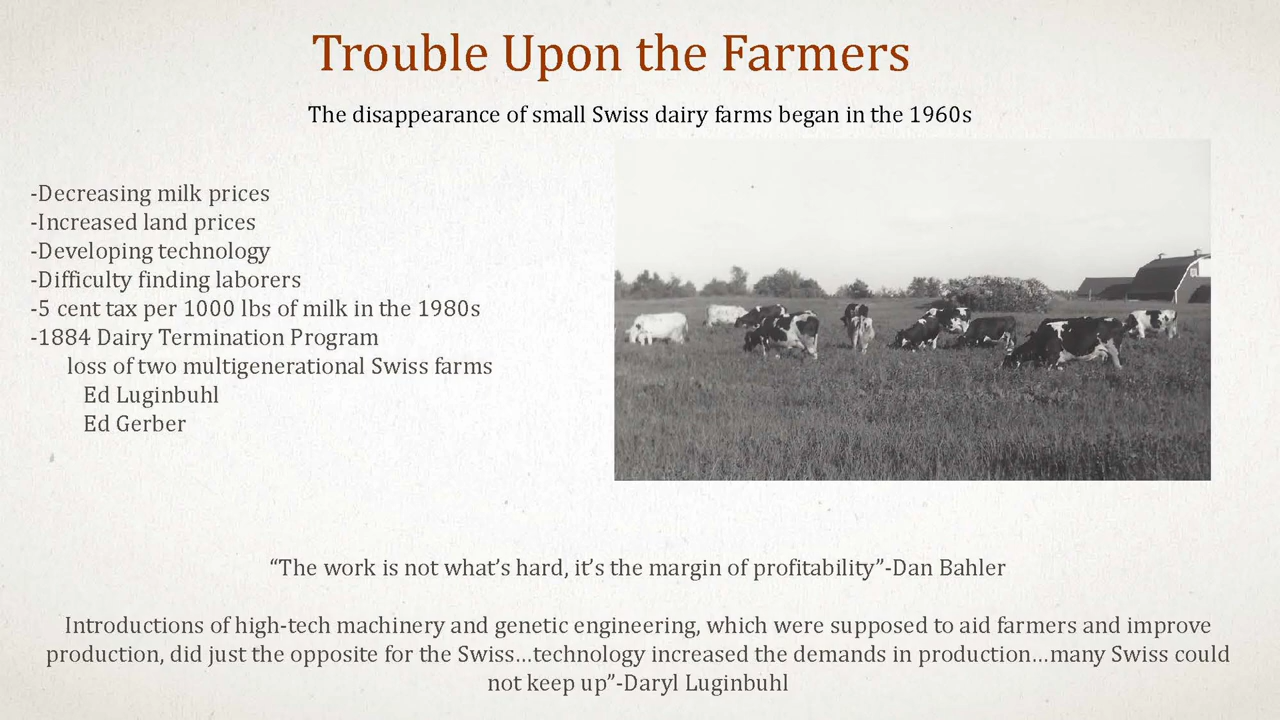 Trouble Upon the Farmers
The disappearance of small Swiss dairy farms began in the 1960s
-Decreasing milk prices
-Increased land prices
-Developing technology
-Difficulty finding laborers
-5 cent tax per 1000 lbs of milk in the 1980s
-1884 Dairy Termination Program
loss of two multigenerational Swiss farms
Ed Luginbuhl
Ed Gerber
“The work is not what’s hard, it’s the margin of profitability”-Dan Bahler
Introductions of high-tech machinery and genetic engineering, which were supposed to aid farmers and improve
production, did just the opposite for the Swiss…technology increased the demands in production…many Swiss could
not keep up”-Daryl Luginbuhl